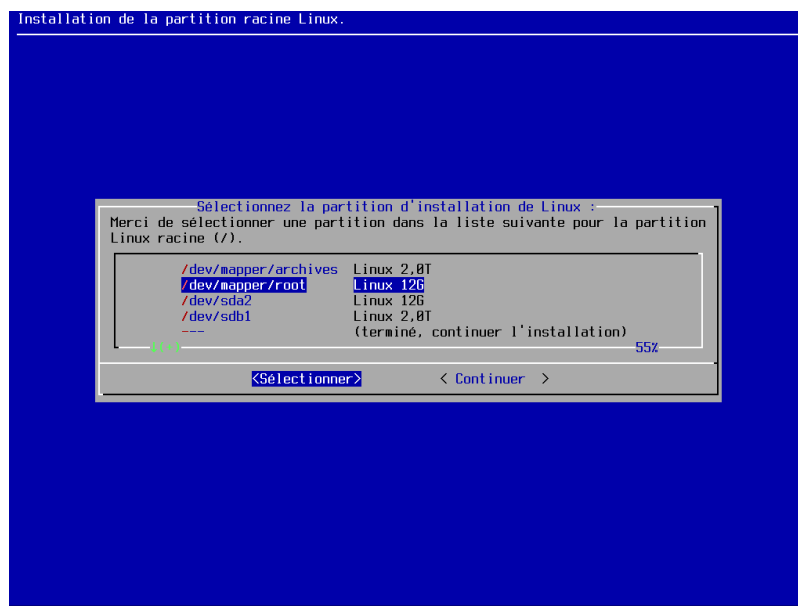 Installation de la partition racine Linux.
Sélectionnez la partition d'installation de Linux :
Merci de sélectionner une partition dans la liste suivante pour la partition
Linux racine (/).
/dev/mapper/archives Linux 2,0T
/dev/mapper/root Linux 12G
/dev/sda2 Linux 12G
/dev/sdb1 Linux 2,0T
--- (terminé, continuer l'installation)
↓(+) 55%
<Sélectionner> < Continuer >